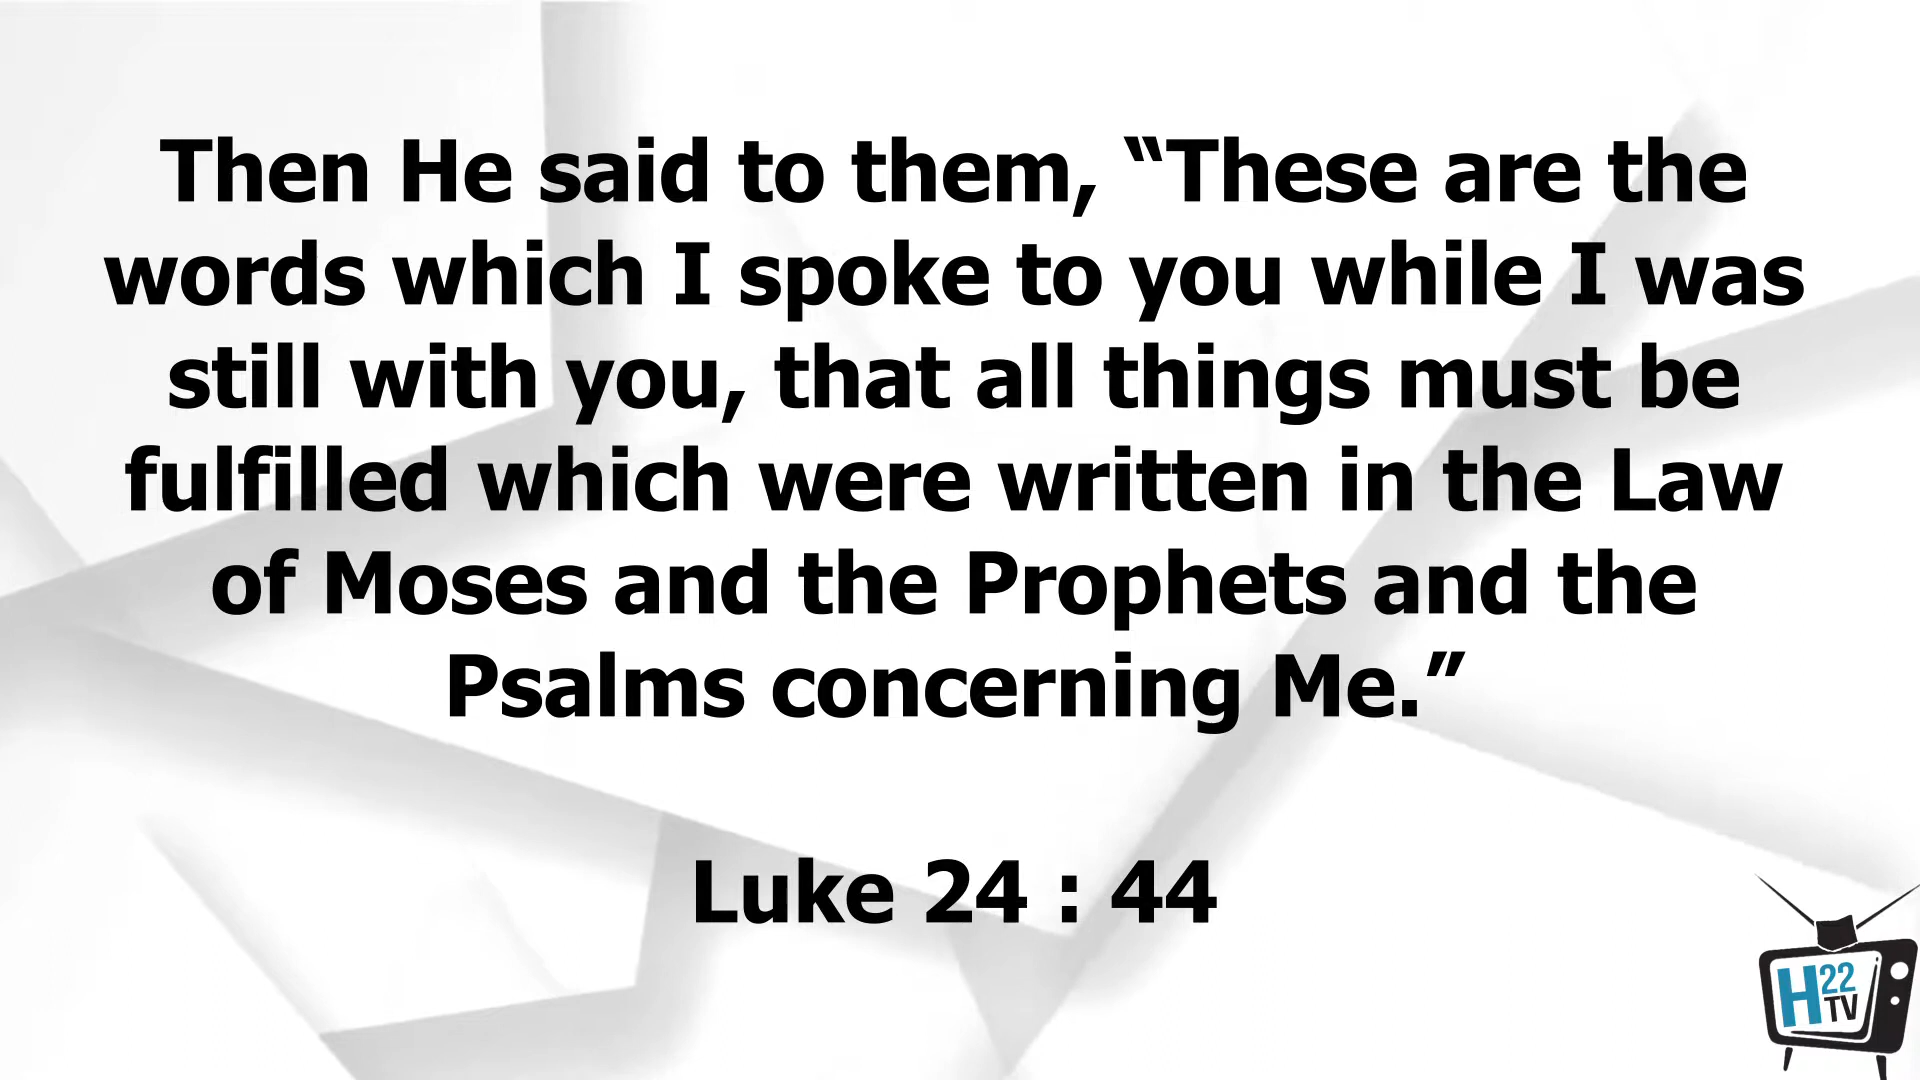 Then He said to them, “These are the
words which I spoke to you while I was
still with you, that all things must be
fulfilled which were written in the Law
of Moses and the Prophets and the
Psalms concerning Me.”
Luke 24 : 44
H22
TV